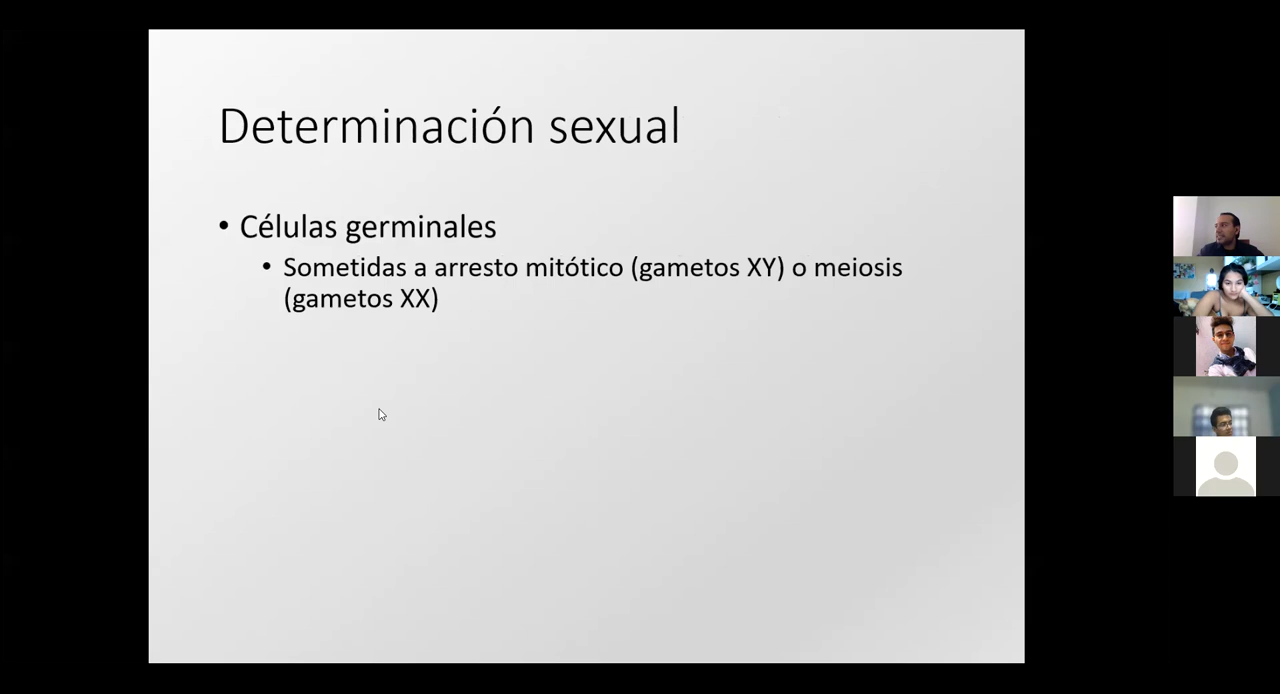 Determinación sexual
• Células germinales
• Sometidas a arresto mitótico (gametos XY) o meiosis
(gametos XX)